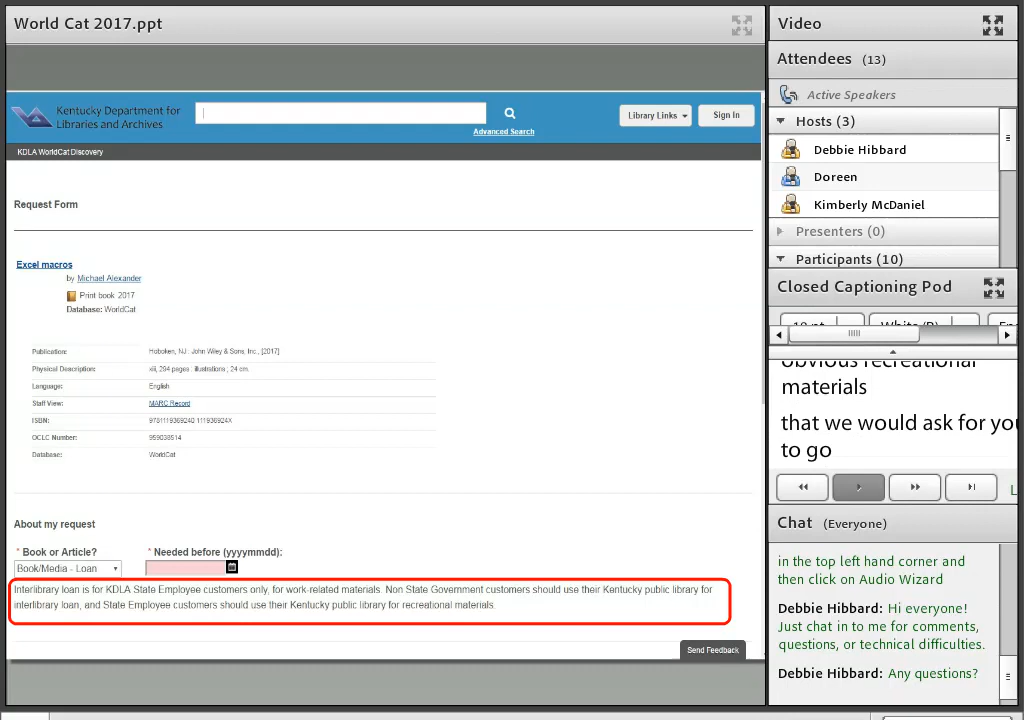 World Cat 2017.ppt
Kentucky Department for
Libraries and Archives
Advanced Search
Library Links
Sign In
KDLA WorldCat Discovery
Request Form
Excel macros
by Michael Alexander
Print book 2017
Database: WorldCat
Publication: Hoboken, NJ : John Wiley & Sons, Inc., [2017]
Physical Description: xiii, 294 pages : illustrations ; 24 cm.
Language: English
Staff View: MARC Record
ISBN: 9781119369240 111936924X
OCLC Number: 959038514
Database: WorldCat
About my request
* Book or Article? * Needed before (yyyymmdd):
Book/Media - Loan
Interlibrary loan is for KDLA State Employee customers only, for work-related materials. Non State Government customers should use their Kentucky public library for
interlibrary loan, and State Employee customers should use their Kentucky public library for recreational materials.
Send Feedback
Video
Attendees (13)
Active Speakers
Hosts (3)
Debbie Hibbard
Doreen
Kimberly McDaniel
Presenters (0)
Participants (10)
Closed Captioning Pod
obvious recreational
materials
that we would ask for you
to go
Chat (Everyone)
in the top left hand corner and
then click on Audio Wizard
Debbie Hibbard: Hi everyone!
Just chat in to me for comments,
questions, or technical difficulties.
Debbie Hibbard: Any questions?